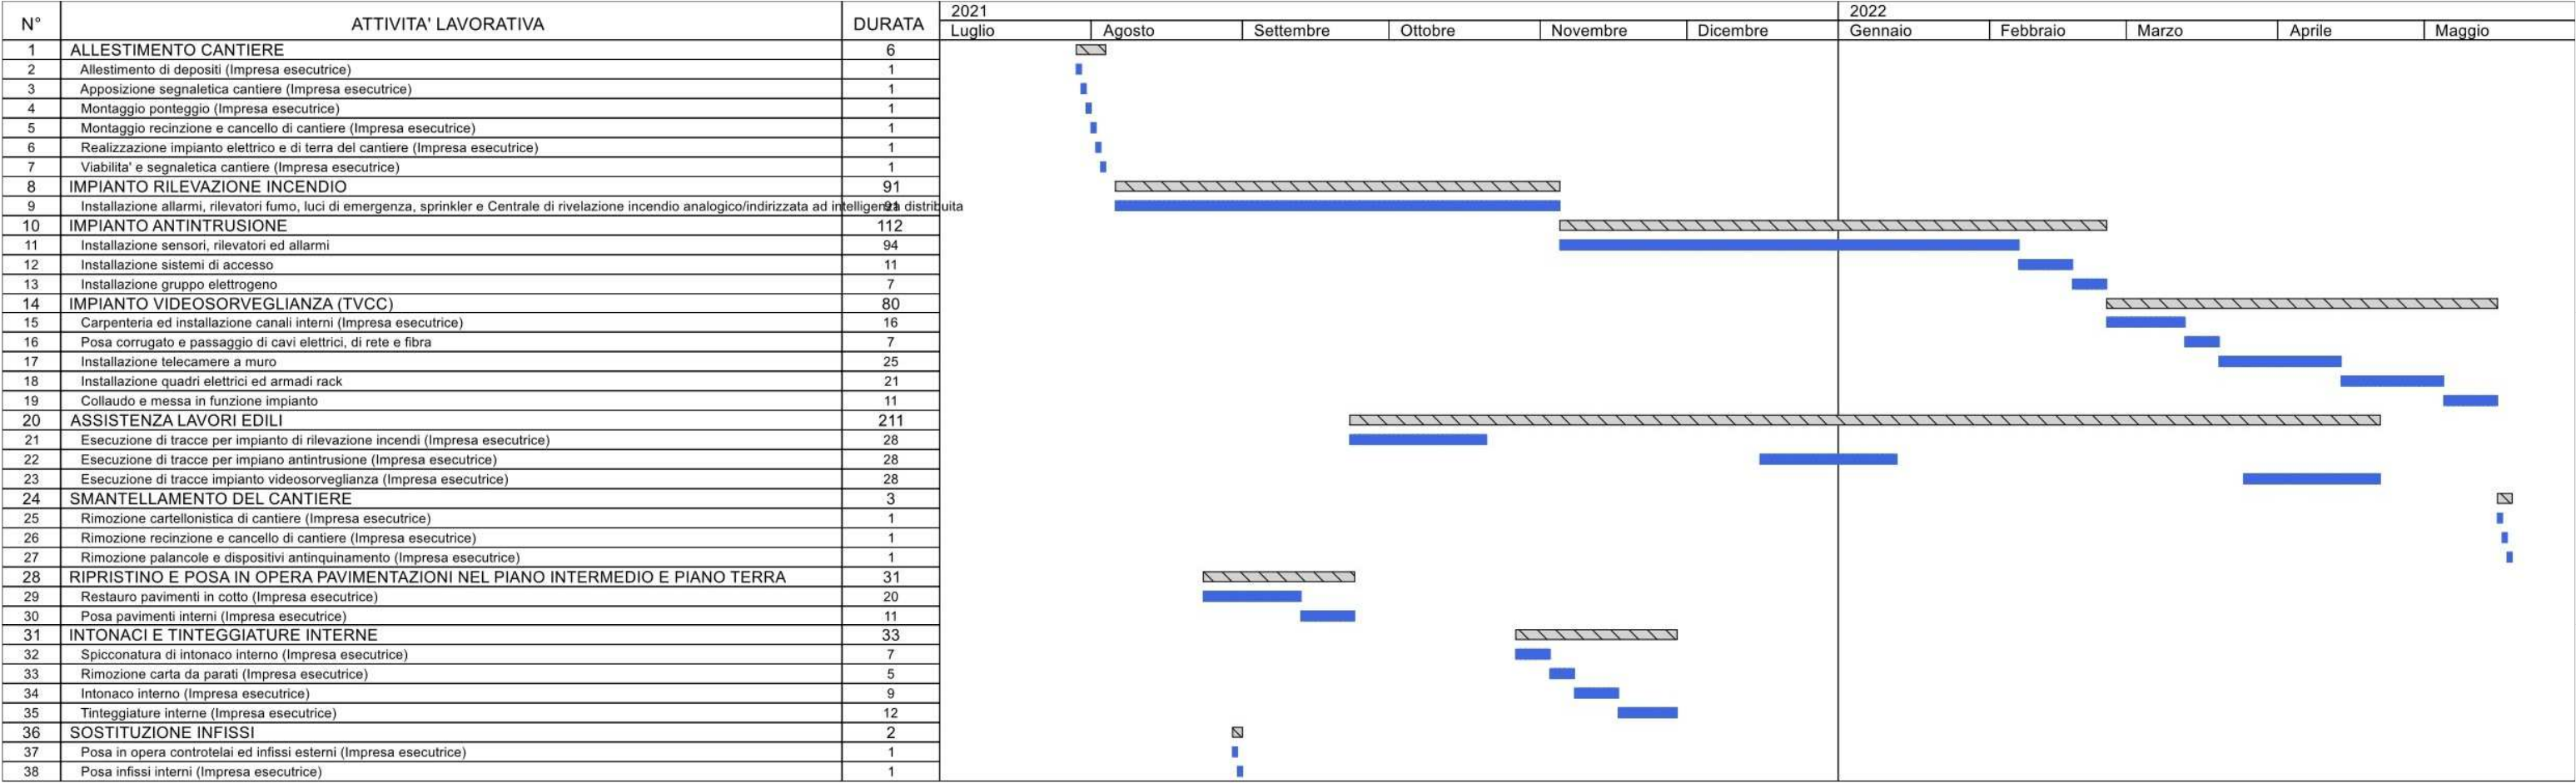 N° ATTIVITA' LAVORATIVA DURATA 2021 2022
Luglio Agosto Settembre Ottobre Novembre Dicembre Gennaio Febbraio Marzo Aprile Maggio
1 ALLESTIMENTO CANTIERE 6
2 Allestimento di depositi (Impresa esecutrice) 1
3 Apposizione segnaletica cantiere (Impresa esecutrice) 1
4 Montaggio ponteggio (Impresa esecutrice) 1
5 Montaggio recinzione e cancello di cantiere (Impresa esecutrice) 1
6 Realizzazione impianto elettrico e di terra del cantiere (Impresa esecutrice) 1
7 Viabilita' e segnaletica cantiere (Impresa esecutrice) 1
8 IMPIANTO RILEVAZIONE INCENDIO 91
9 Installazione allarmi, rilevatori fumo, luci di emergenza, sprinkler e Centrale di rivelazione incendio analogico/indirizzata ad intelligenza distribuita 91
10 IMPIANTO ANTINTRUSIONE 112
11 Installazione sensori, rilevatori ed allarmi 94
12 Installazione sistemi di accesso 11
13 Installazione gruppo elettrogeno 7
14 IMPIANTO VIDEOSORVEGLIANZA (TVCC) 80
15 Carpenteria ed installazione canali interni (Impresa esecutrice) 16
16 Posa corrugato e passaggio di cavi elettrici, di rete e fibra 7
17 Installazione telecamere a muro 25
18 Installazione quadri elettrici ed armadi rack 21
19 Collaudo e messa in funzione impianto 11
20 ASSISTENZA LAVORI EDILI 211
21 Esecuzione di tracce per impianto di rilevazione incendi (Impresa esecutrice) 28
22 Esecuzione di tracce per impiano antintrusione (Impresa esecutrice) 28
23 Esecuzione di tracce impianto videosorveglianza (Impresa esecutrice) 28
24 SMANTELLAMENTO DEL CANTIERE 3
25 Rimozione cartellonistica di cantiere (Impresa esecutrice) 1
26 Rimozione recinzione e cancello di cantiere (Impresa esecutrice) 1
27 Rimozione palancole e dispositivi antinquinamento (Impresa esecutrice) 1
28 RIPRISTINO E POSA IN OPERA PAVIMENTAZIONI NEL PIANO INTERMEDIO E PIANO TERRA 31
29 Restauro pavimenti in cotto (Impresa esecutrice) 20
30 Posa pavimenti interni (Impresa esecutrice) 11
31 INTONACI E TINTEGGIATURE INTERNE 33
32 Spicconatura di intonaco interno (Impresa esecutrice) 7
33 Rimozione carta da parati (Impresa esecutrice) 5
34 Intonaco interno (Impresa esecutrice) 9
35 Tinteggiature interne (Impresa esecutrice) 12
36 SOSTITUZIONE INFISSI 2
37 Posa in opera controtelai ed infissi esterni (Impresa esecutrice) 1
38 Posa infissi interni (Impresa esecutrice) 1